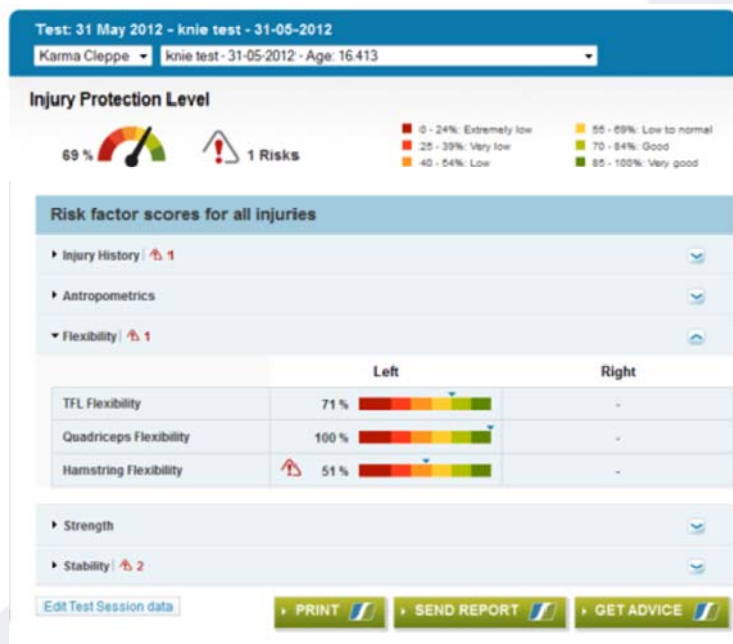 Test: 31 May 2012 - knie test - 31-05-2012
Karma Cleppe knie test - 31-05-2012 - Age: 16.413
Injury Protection Level
69 % 1 Risks
0 - 24%: Extremely low 55 - 69%: Low to normal
25 - 39%: Very low 70 - 84%: Good
40 - 54%: Low 85 - 100%: Very good
Risk factor scores for all injuries
Injury History 1
Antropometrics
Flexibility 1
Left Right
TFL Flexibility 71 % -
Quadriceps Flexibility 100 % -
Hamstring Flexibility 51 % -
Strength
Stability 2
Edit Test Session data PRINT SEND REPORT GET ADVICE